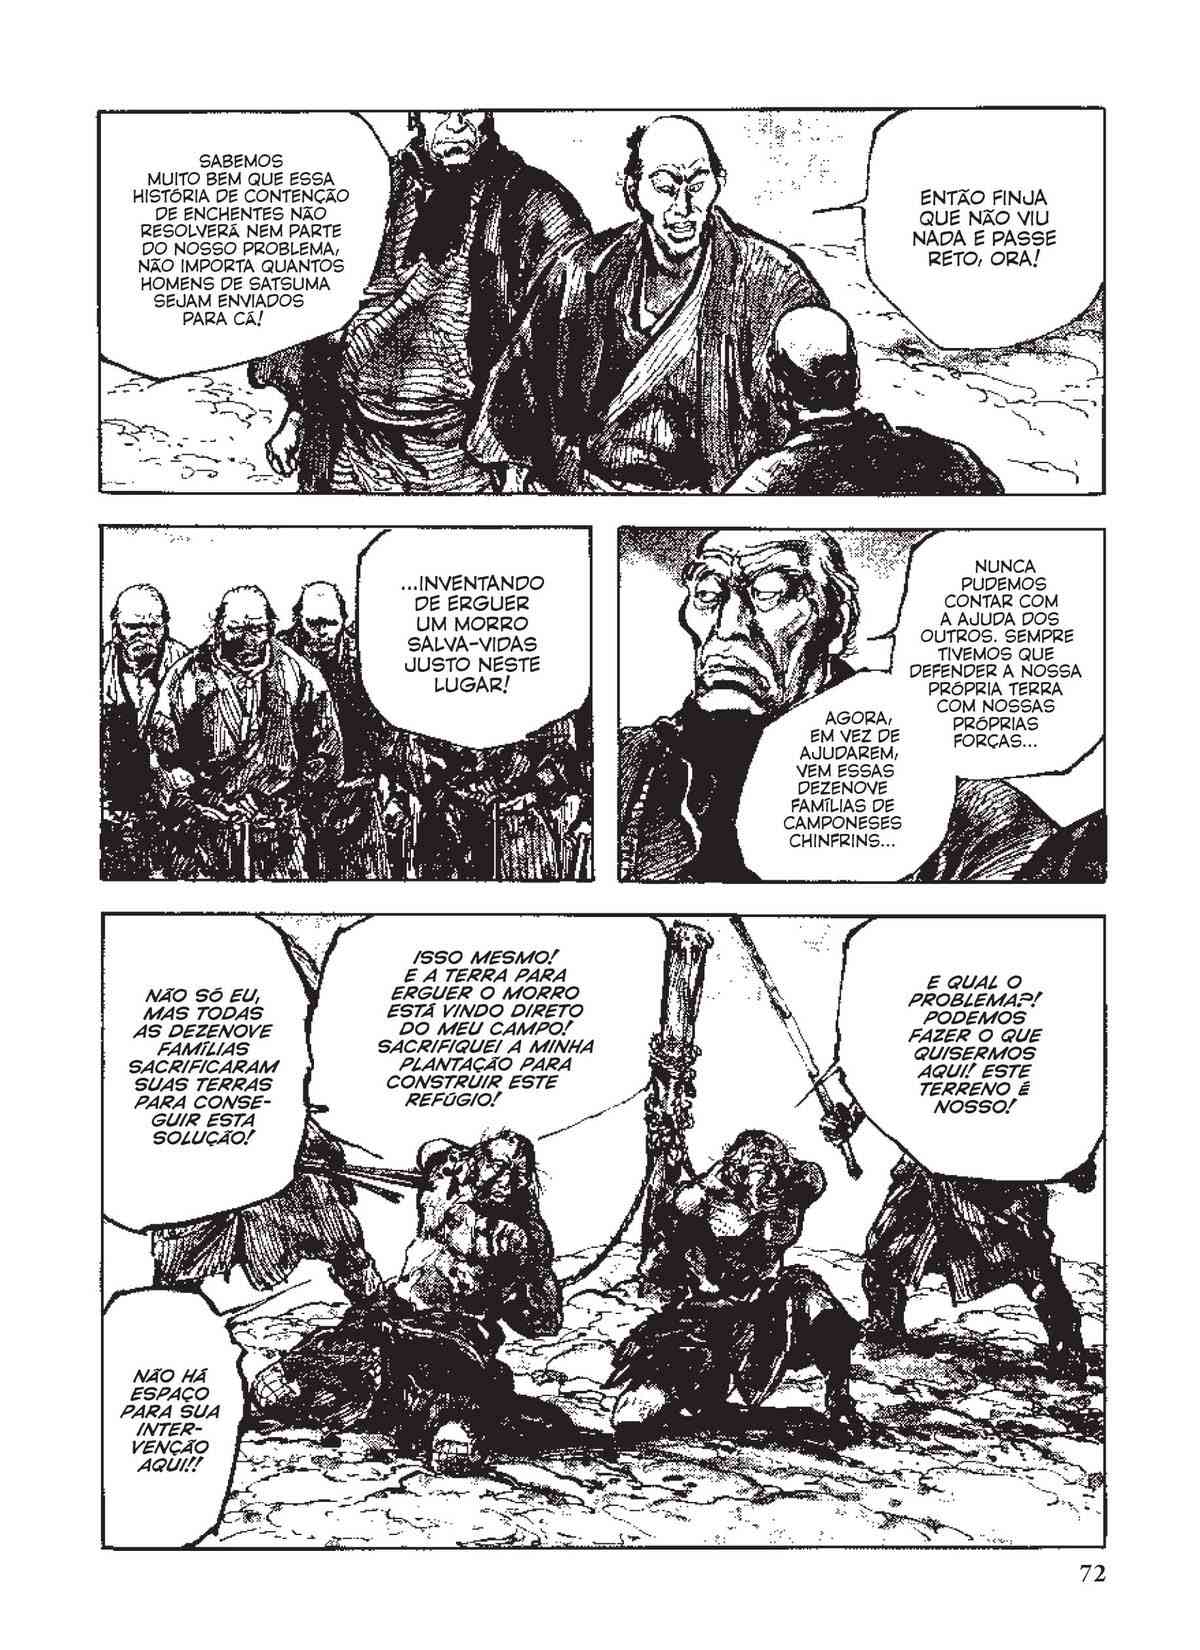 ENTÃO FINJA
QUE NÃO VIU
NADA E PASSE
RETO, ORA!
SABEMOS
MUITO BEM QUE ESSA
HISTÓRIA DE CONTENÇÃO
DE ENCHENTES NÃO
RESOLVERÁ NEM PARTE
DO NOSSO PROBLEMA,
NÃO IMPORTA QUANTOS
HOMENS DE SATSUMA
SEJAM ENVIADOS
PARA CÁ!
NUNCA
PUDEMOS
CONTAR COM
A AJUDA DOS
OUTROS. SEMPRE
TIVEMOS QUE
DEFENDER A NOSSA
PRÓPRIA TERRA
COM NOSSAS
PRÓPRIAS
FORÇAS...
AGORA,
EM VEZ DE
AJUDAREM,
VEM ESSAS
DEZENOVE
FAMÍLIAS DE
CAMPONESES
CHINFRINS...
...INVENTANDO
DE ERGUER
UM MORRO
SALVA-VIDAS
JUSTO NESTE
LUGAR!
E QUAL O
PROBLEMA?!
PODEMOS
FAZER O QUE
QUISERMOS
AQUI! ESTE
TERRENO É
NOSSO!
ISSO MESMO!
E A TERRA PARA
ERGUER O MORRO
ESTÁ VINDO DIRETO
DO MEU CAMPO!
SACRIFIQUEI A MINHA
PLANTAÇÃO PARA
CONSTRUIR ESTE
REFÚGIO!
NÃO SÓ EU,
MAS TODAS
AS DEZENOVE
FAMÍLIAS
SACRIFICARAM
SUAS TERRAS
PARA CONSE-
GUIR ESTA
SOLUÇÃO!
NÃO HÁ
ESPAÇO
PARA SUA
INTER-
VENÇÃO
AQUI!!
72